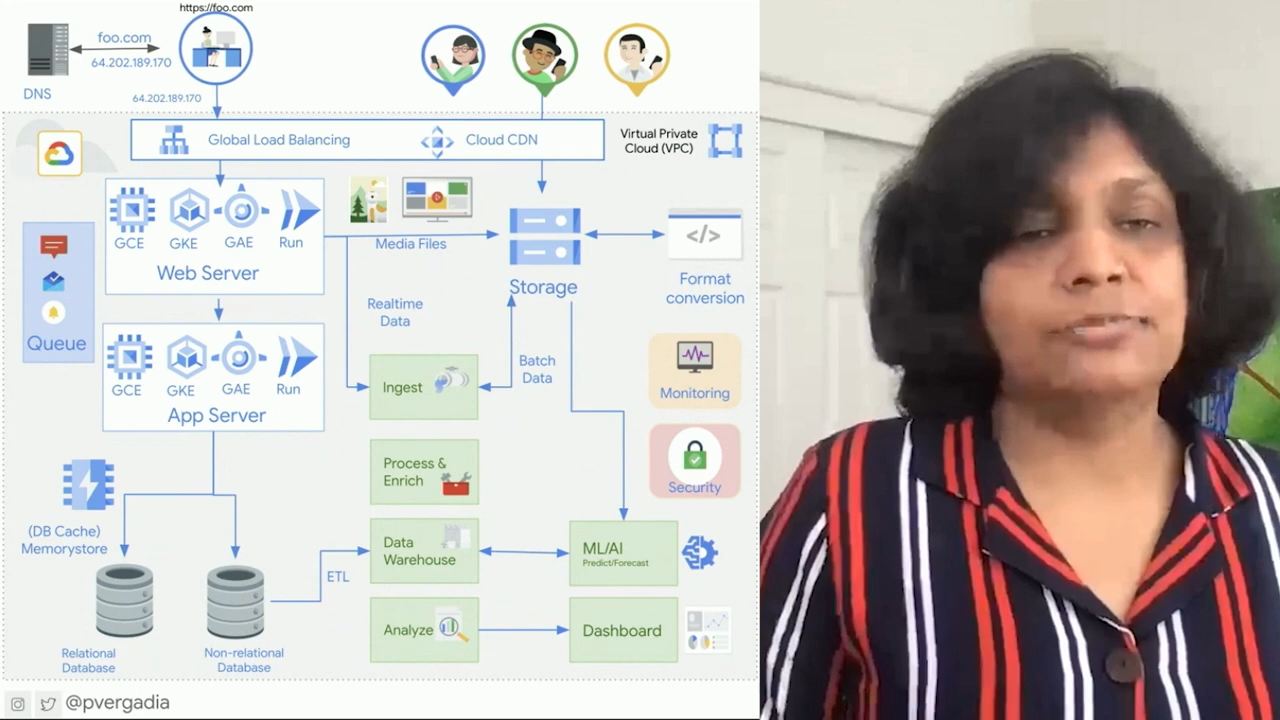 https://foo.com
foo.com
64.202.189.170
DNS
64.202.189.170
Global Load Balancing
Cloud CDN
Virtual Private
Cloud (VPC)
GCE
GKE
GAE
Run
Web Server
Media Files
Storage
Format
conversion
Queue
Realtime
Data
GCE
GKE
GAE
Run
App Server
Ingest
Batch
Data
Monitoring
Process &
Enrich
Security
(DB Cache)
Memorystore
Data
Warehouse
ML/AI
Predict/Forecast
ETL
Analyze
Dashboard
Relational
Database
Non-relational
Database
@pvergadia